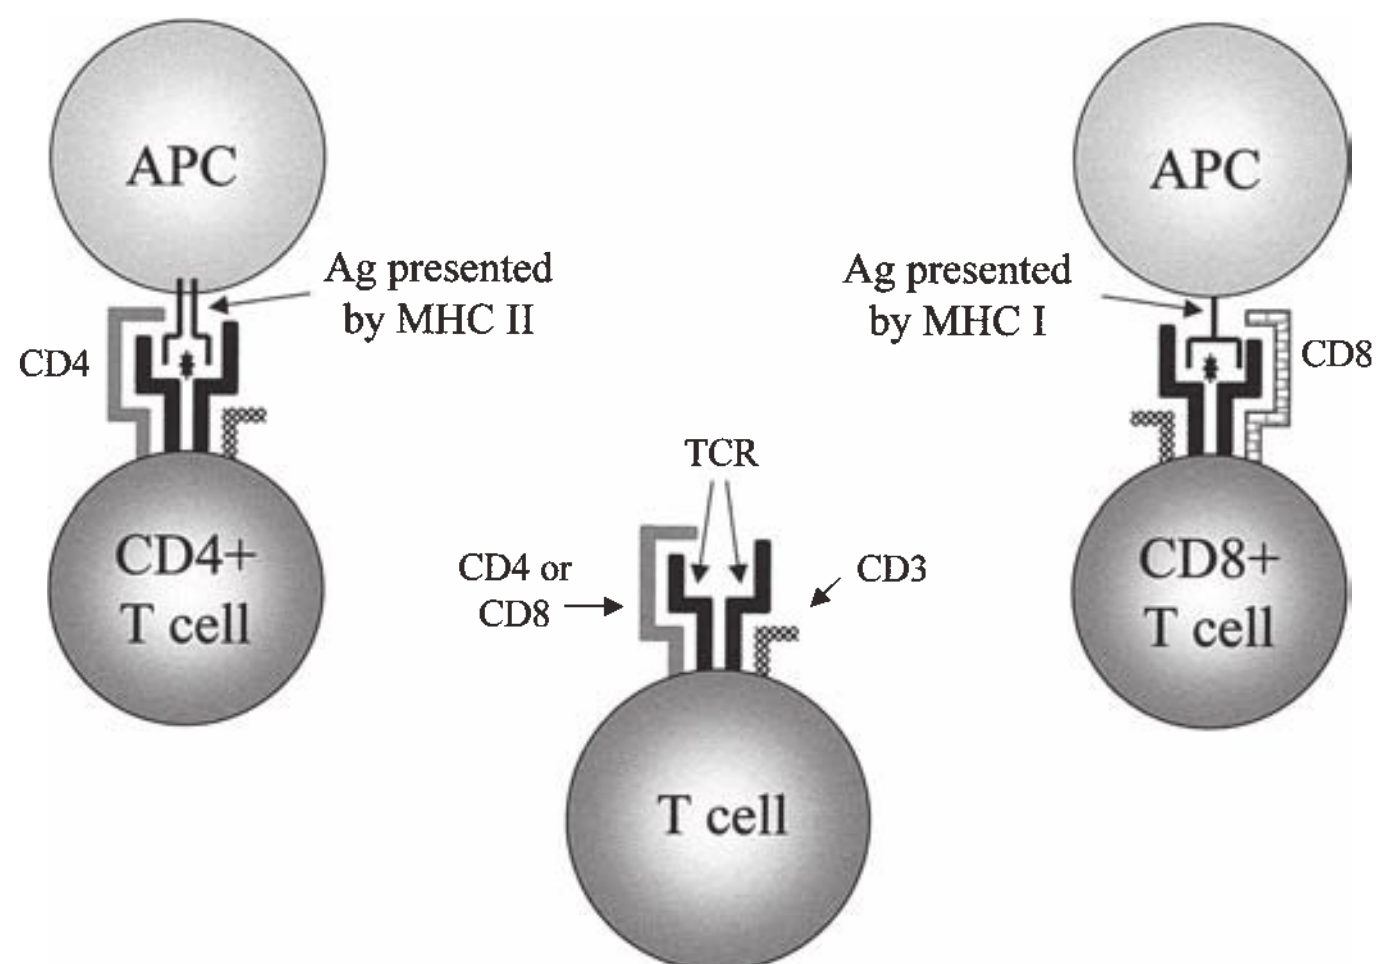 APC
Ag presented
by MHC II
CD4
CD4+
T cell
APC
Ag presented
by MHC I
CD8
CD8+
T cell
TCR
CD4 or
CD8
CD3
T cell